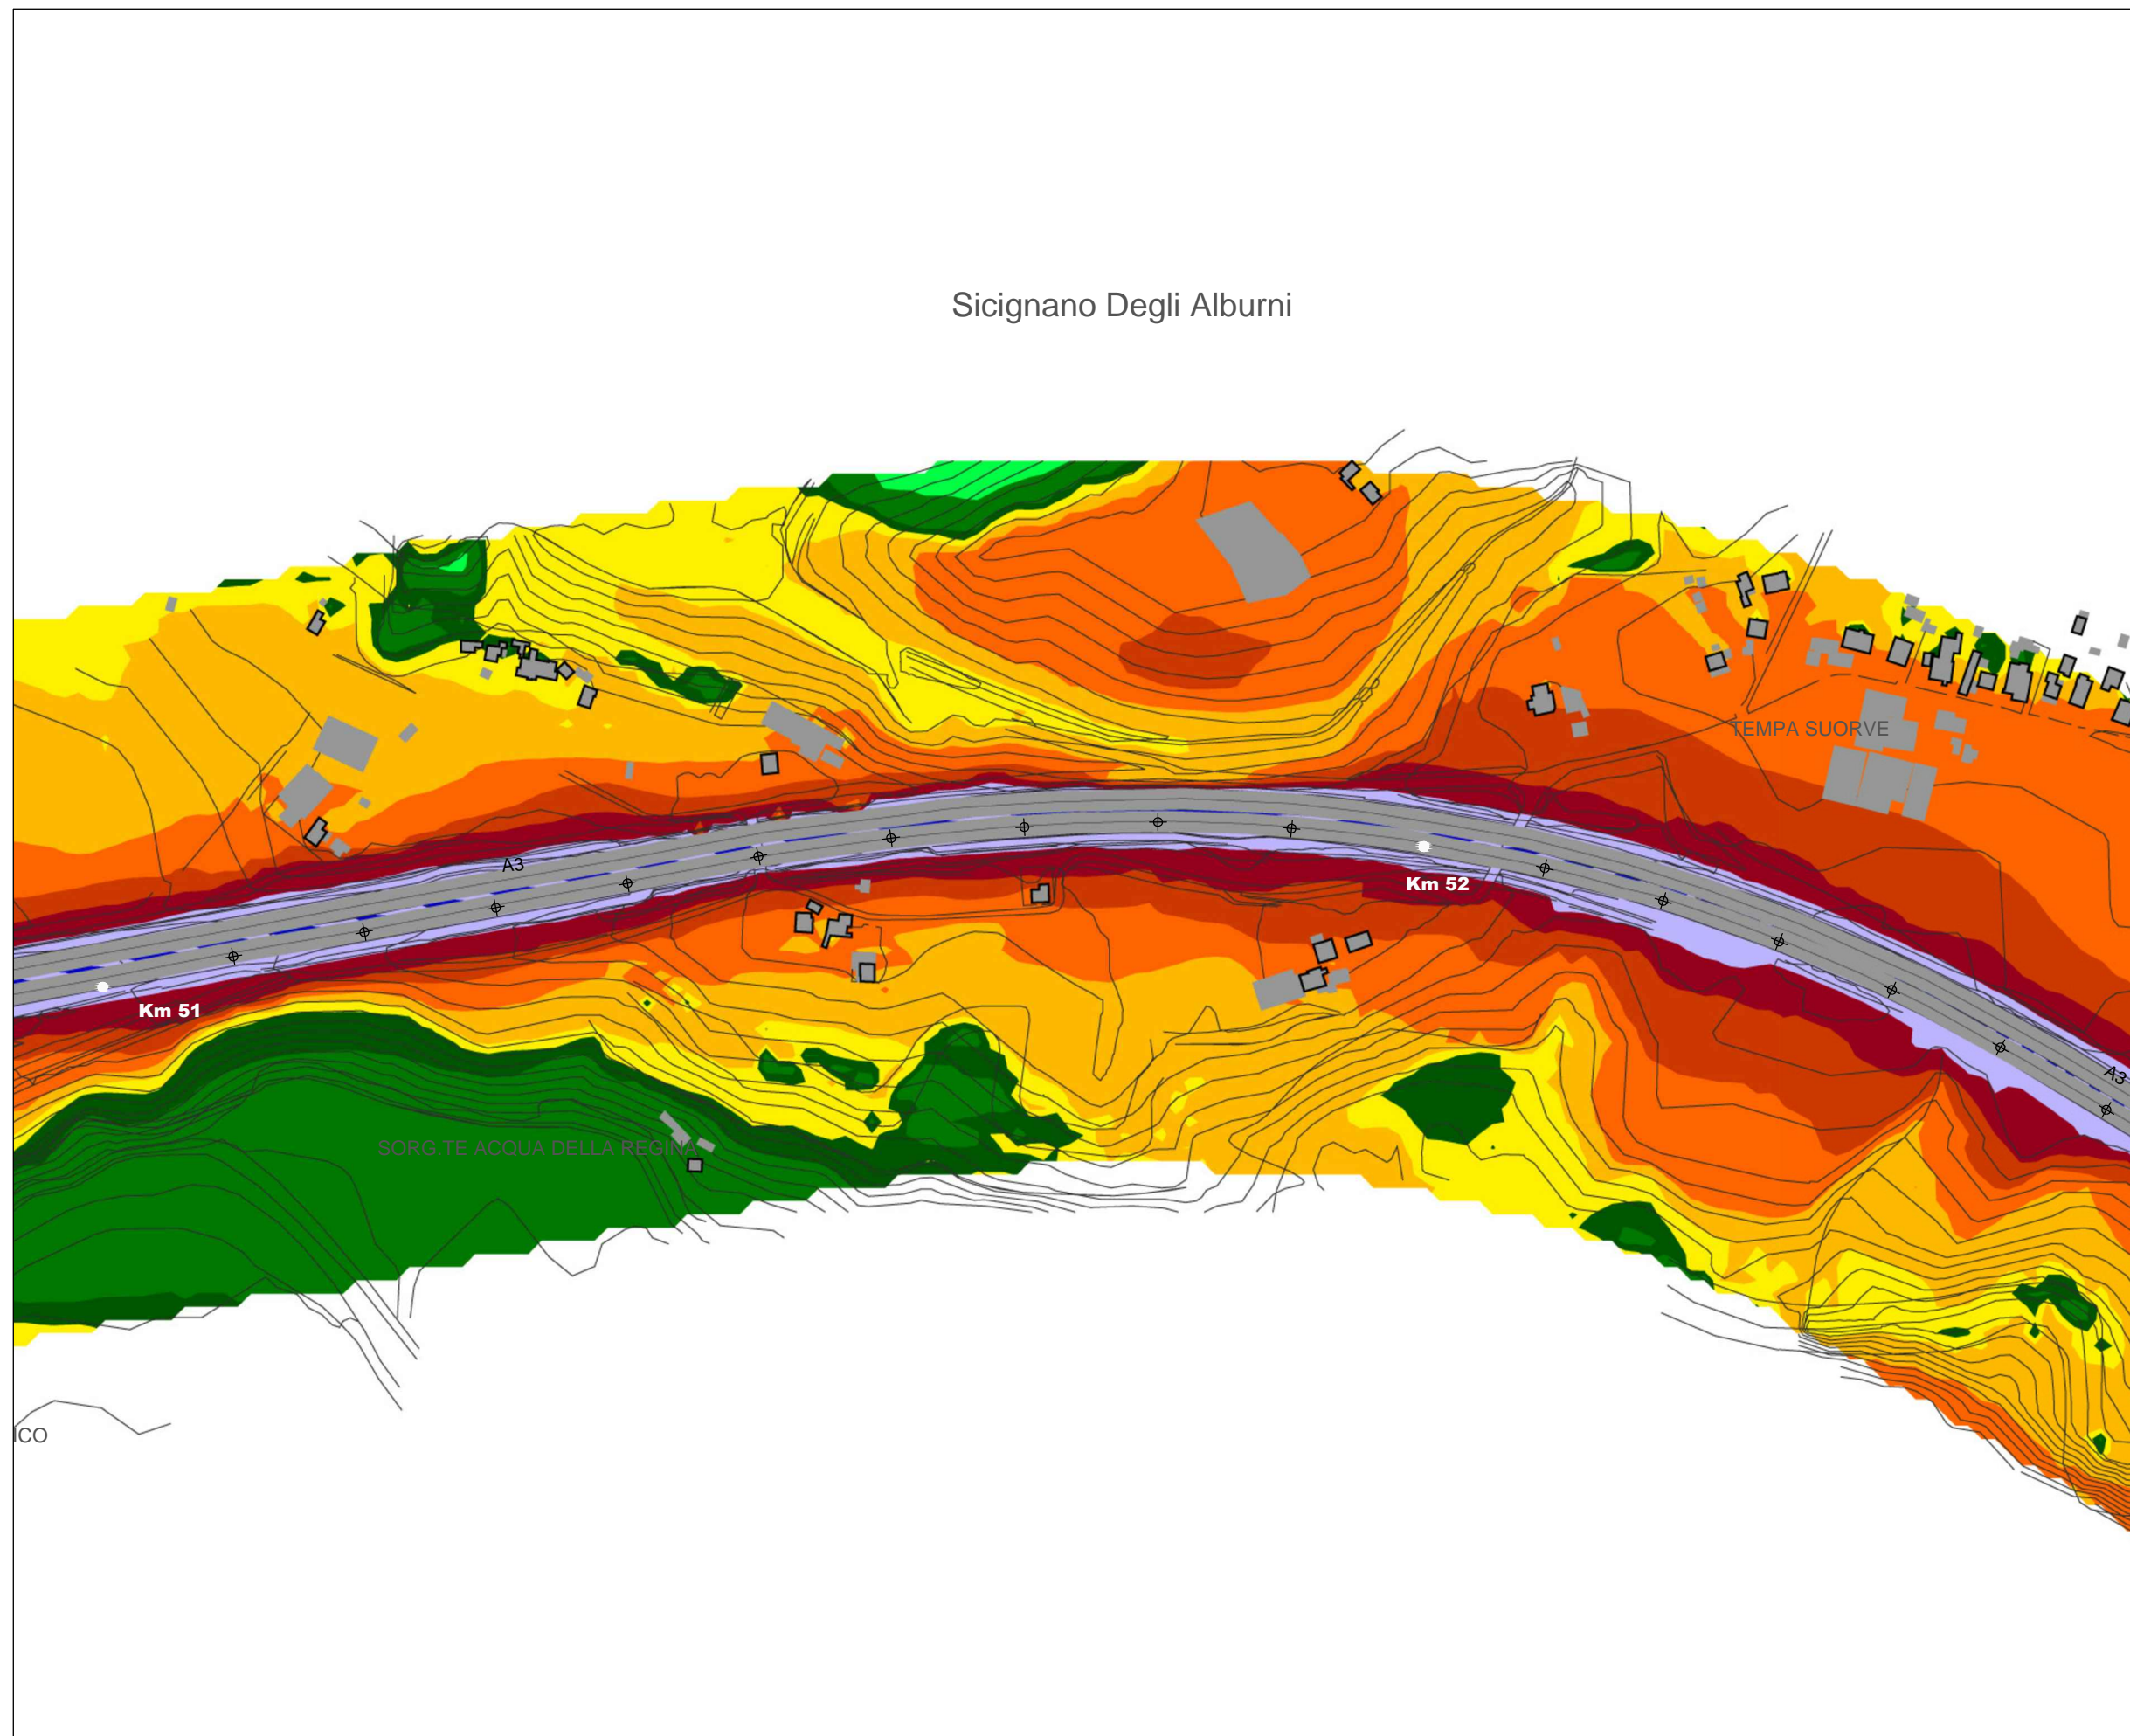 Sicignano Degli Alburni
TEMPA SUORVE
A3
Km 52
Km 51
A3
SORG.TE ACQUA DELLA REGINA
ICO